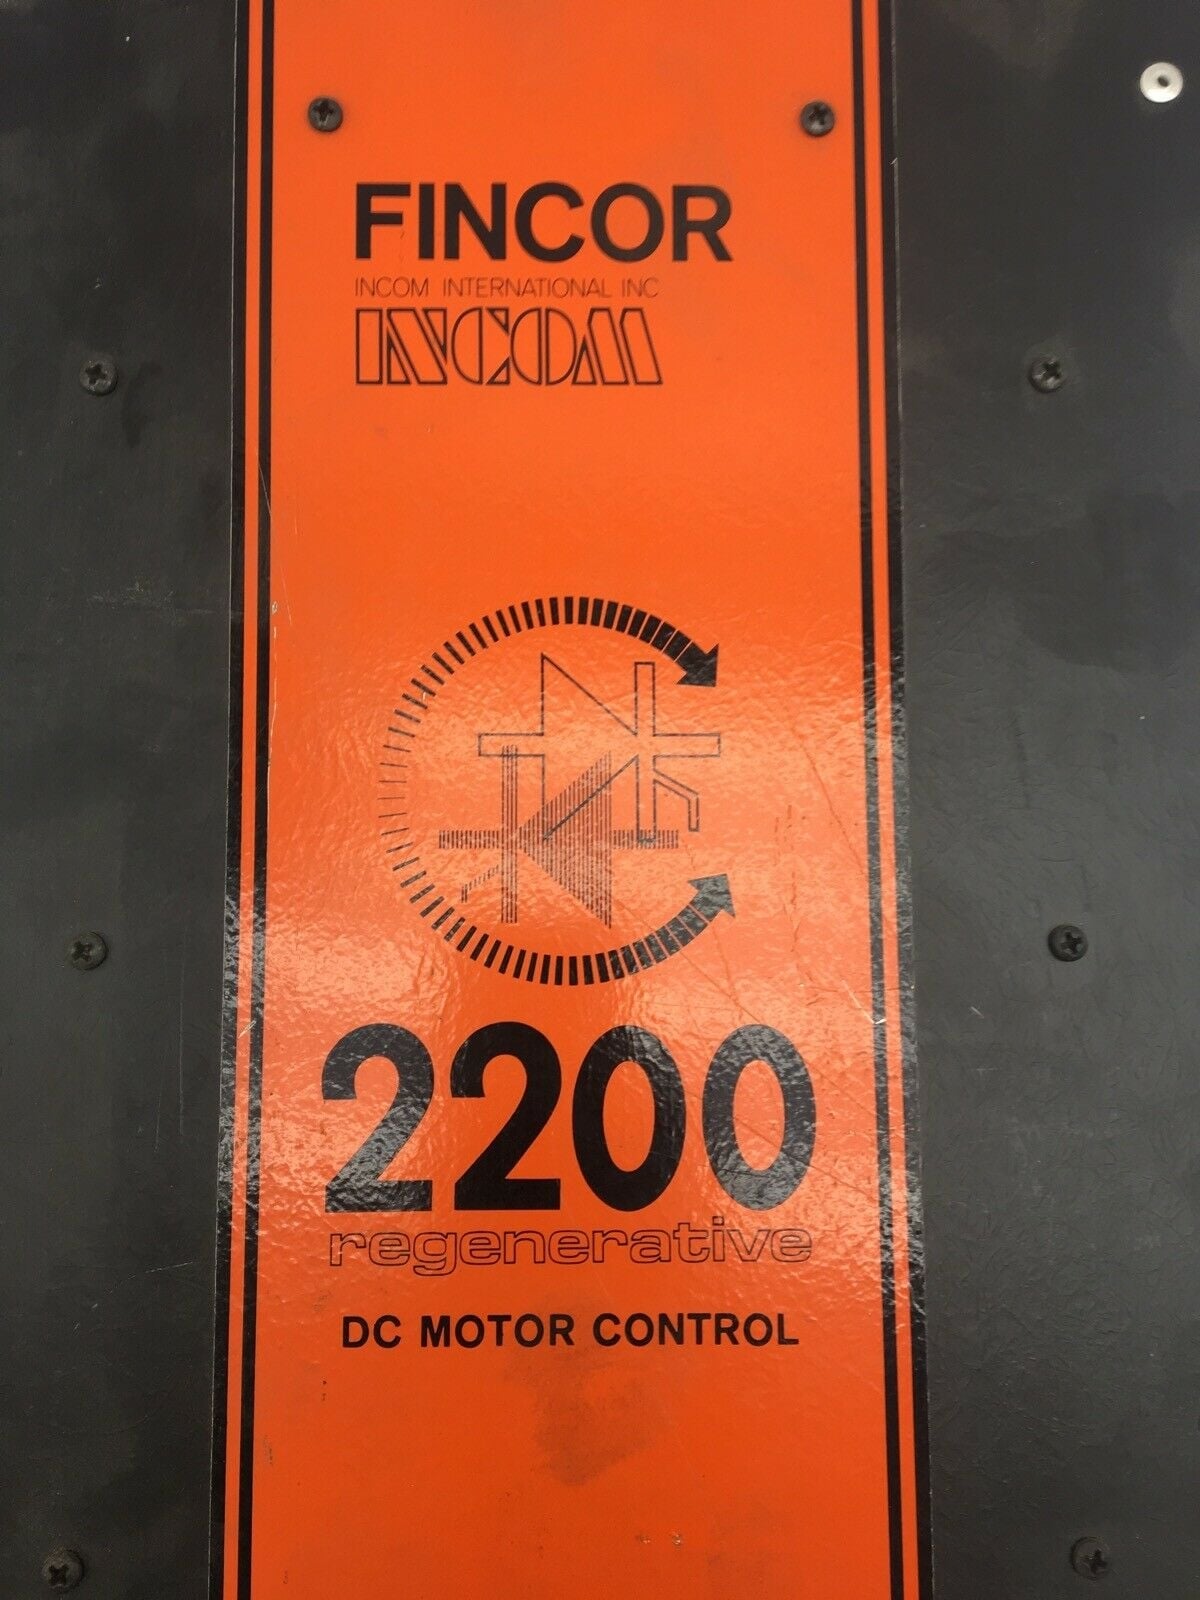 FINCOR
INCOM INTERNATIONAL INC
INCOM
2200
regenerative
DC MOTOR CONTROL